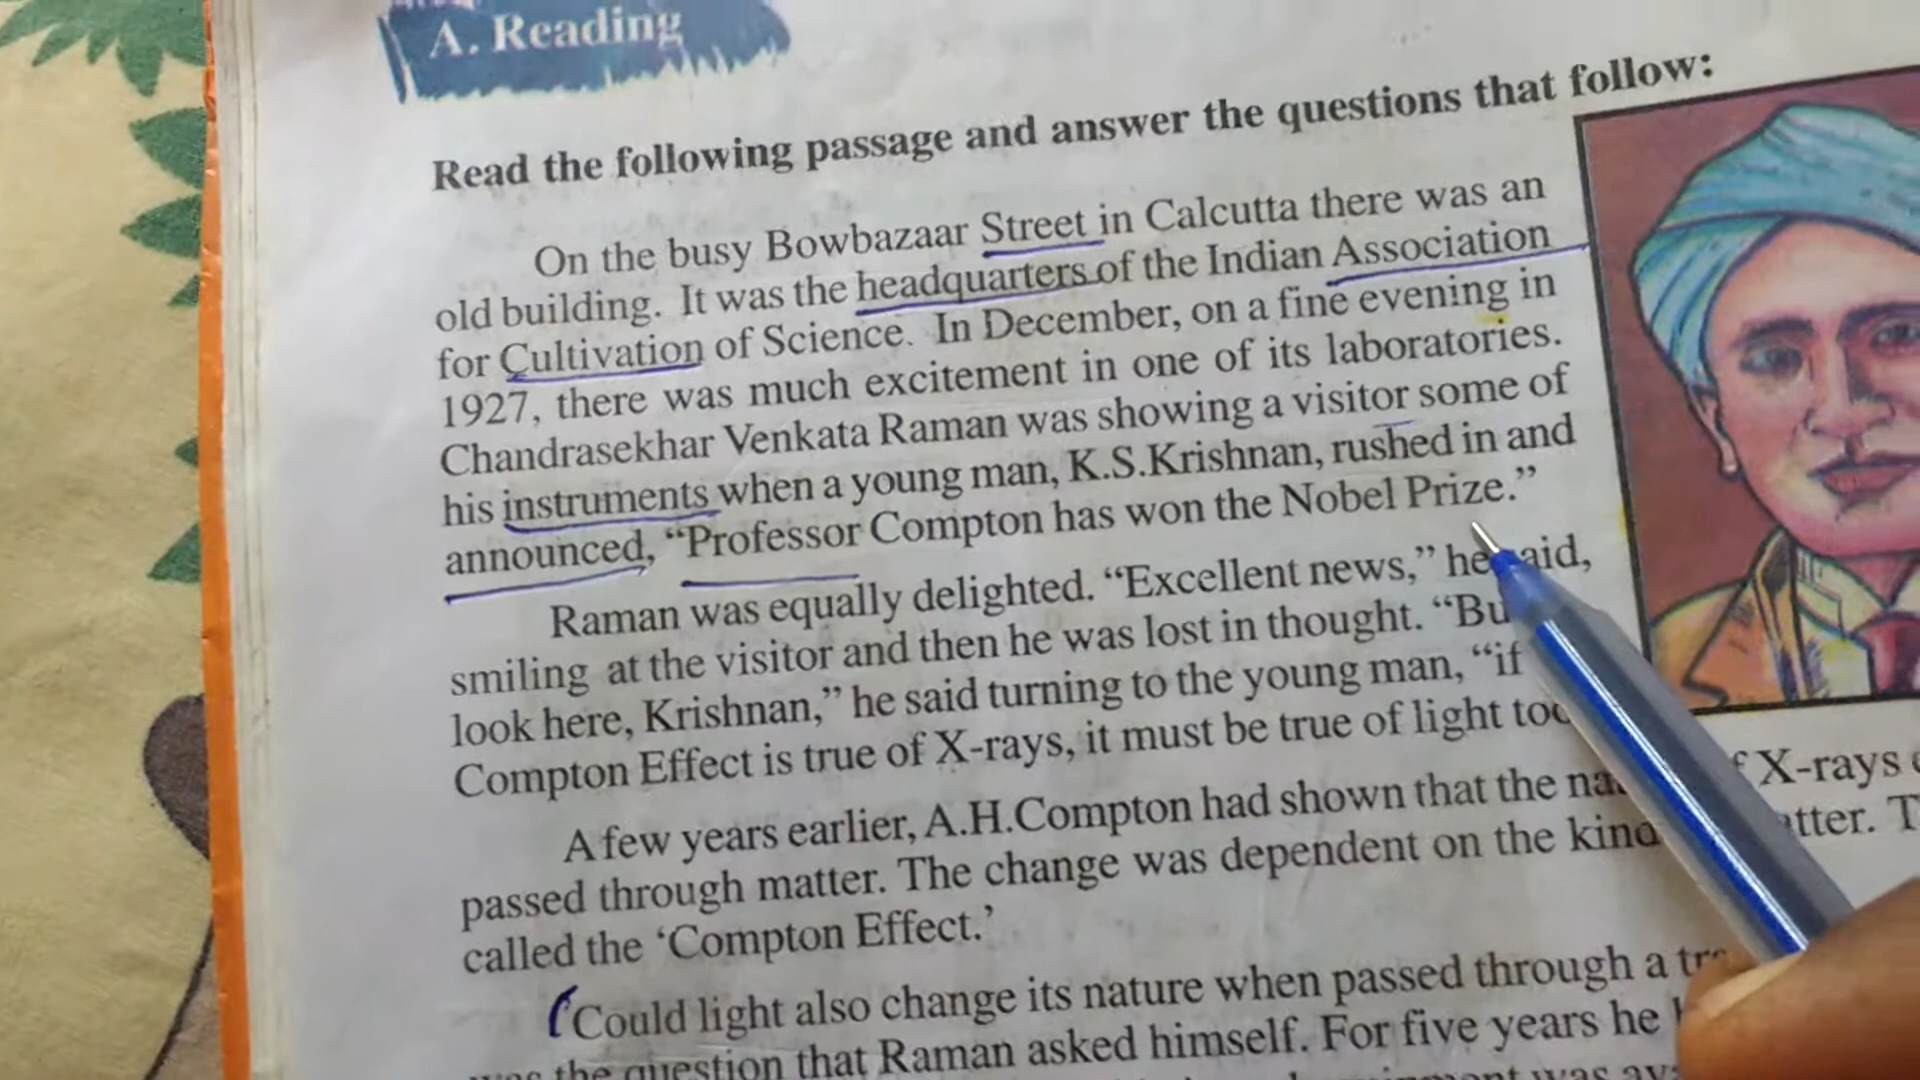 A. Reading
Read the following passage and answer the questions that follow:
On the busy Bowbazaar Street in Calcutta there was an
old building. It was the headquarters of the Indian Association
for Cultivation of Science. In December, on a fine evening in
1927, there was much excitement in one of its laboratories.
Chandrasekhar Venkata Raman was showing a visitor some of
his instruments when a young man, K.S.Krishnan, rushed in and
announced, “Professor Compton has won the Nobel Prize.”
Raman was equally delighted. “Excellent news,” he said,
smiling at the visitor and then he was lost in thought. “Bu
look here, Krishnan,” he said turning to the young man, “if
Compton Effect is true of X-rays, it must be true of light too
A few years earlier, A.H.Compton had shown that the na X-rays
passed through matter. The change was dependent on the kind atter. T
called the ‘Compton Effect.’
Could light also change its nature when passed through a tr
the question that Raman asked himself. For five years he
was